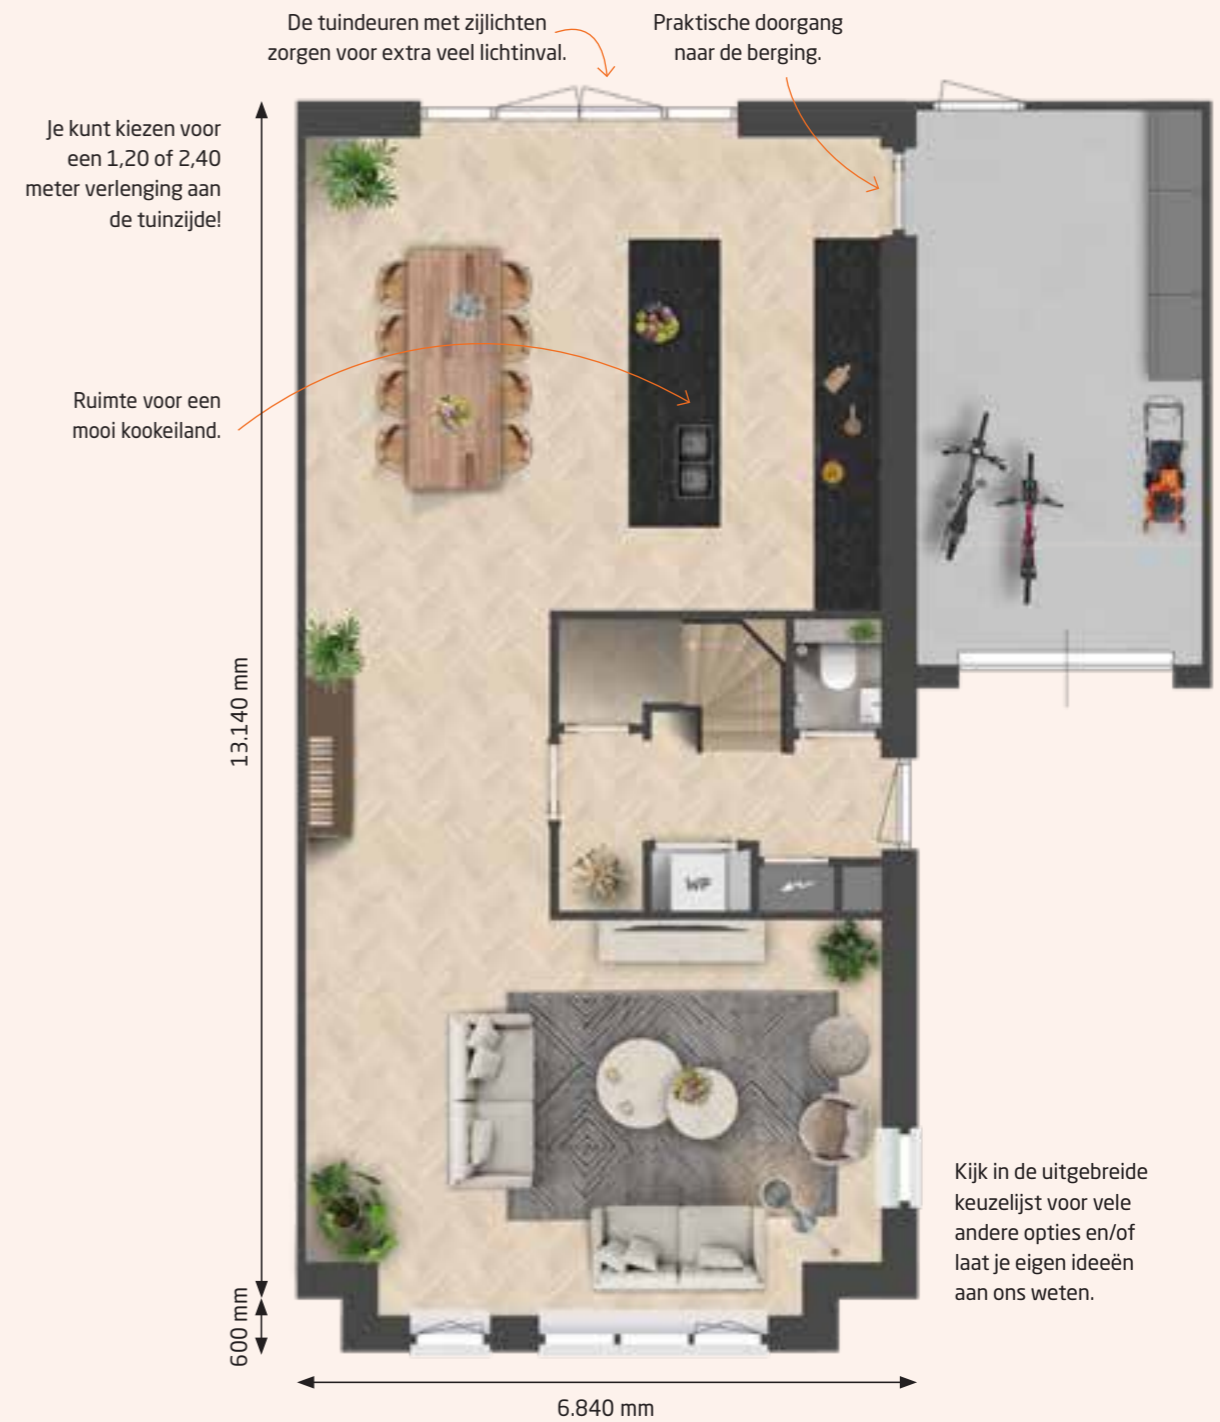 De tuindeuren met zijlichten
zorgen voor extra veel lichtinval.
Praktische doorgang
naar de berging.
Je kunt kiezen voor
een 1,20 of 2,40
meter verlenging aan
de tuinzijde!
Ruimte voor een
mooi kookeiland.
13.140 mm
WP
Kijk in de uitgebreide
keuzelijst voor vele
andere opties en/of
laat je eigen ideeën
aan ons weten.
600 mm
6.840 mm